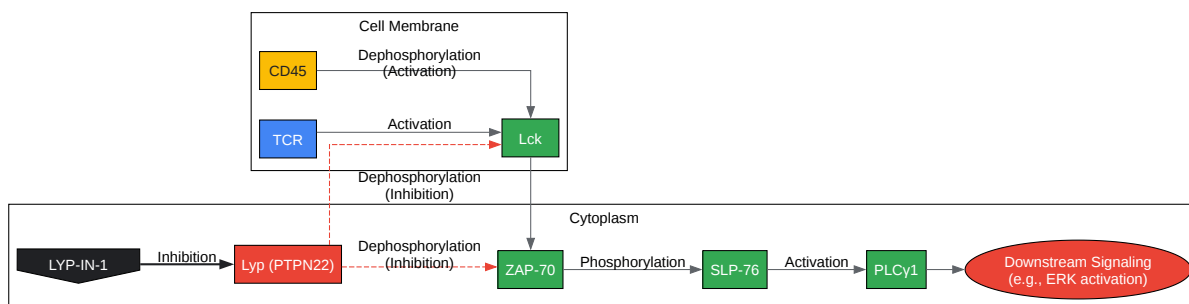 Cell Membrane
CD45
Dephosphorylation
(Activation)
TCR
Activation
Lck
Dephosphorylation
(Inhibition)
Cytoplasm
LYP-IN-1
Inhibition
Lyp (PTPN22)
Dephosphorylation
(Inhibition)
ZAP-70
Phosphorylation
SLP-76
Activation
PLCγ1
Downstream Signaling
(e.g., ERK activation)